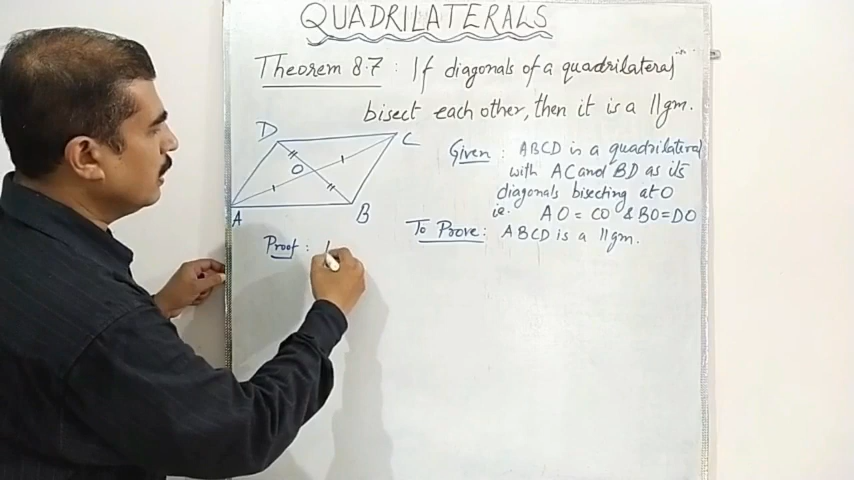 QUADRILATERALS
Theorem 8.7 : If diagonals of a quadrilateral
bisect each other, then it is a ||gm.
D
C
O
A
B
Given : ABCD is a quadrilateral
with AC and BD as its
diagonals bisecting at O
ie. AO = CO & BO = DO
To Prove : ABCD is a ||gm.
Proof :